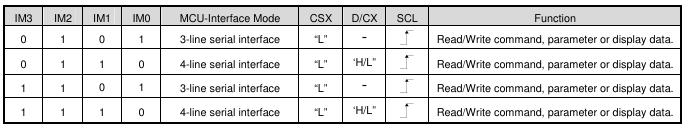 IM3 IM2 IM1 IM0 MCU-Interface Mode CSX D/CX SCL Function
0 1 0 1 3-line serial interface “L” - Read/Write command, parameter or display data.
0 1 1 0 4-line serial interface “L” ‘H/L” Read/Write command, parameter or display data.
1 1 0 1 3-line serial interface “L” - Read/Write command, parameter or display data.
1 1 1 0 4-line serial interface “L” ‘H/L” Read/Write command, parameter or display data.